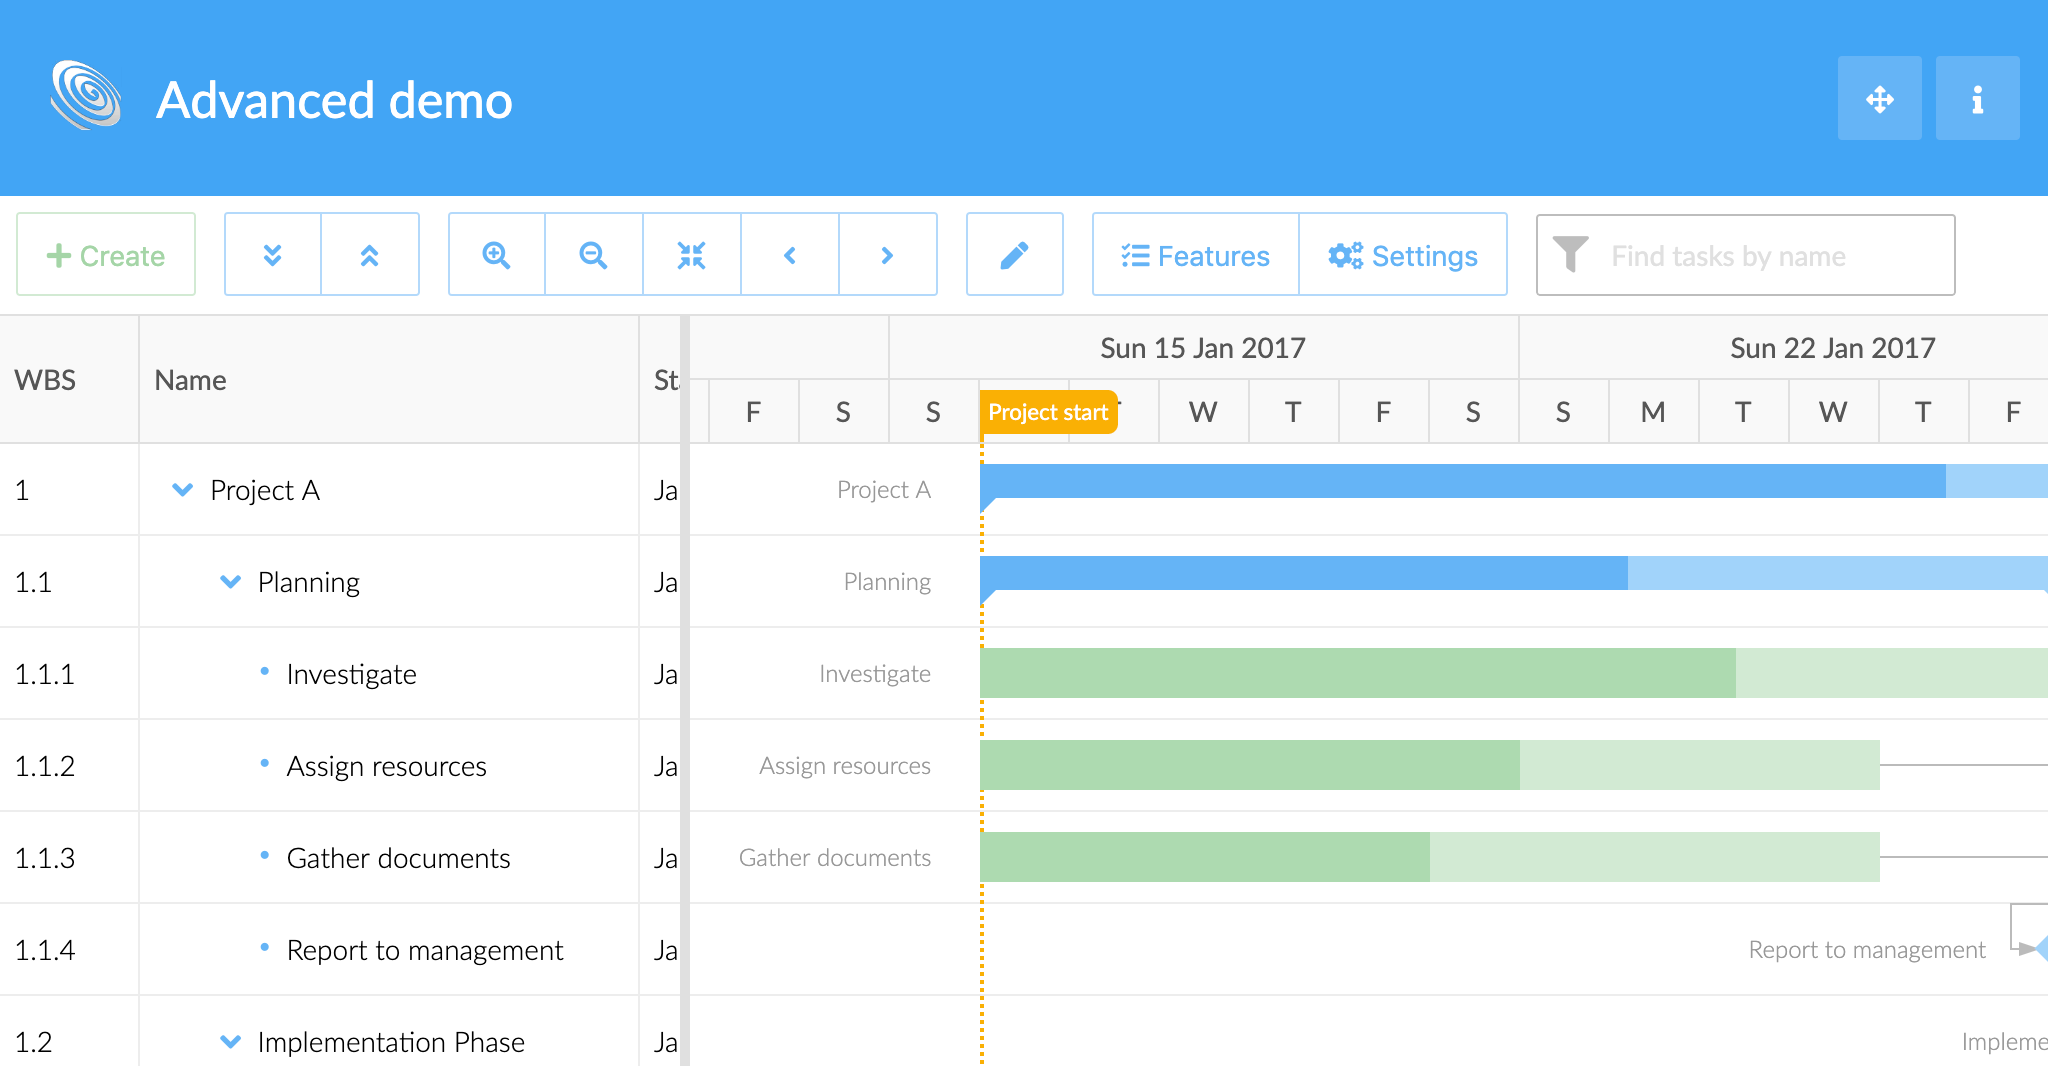 Advanced demo
Create
Features
Settings
Find tasks by name
WBS
Name
Sun 15 Jan 2017
Sun 22 Jan 2017
F S S W T F S S M T W T F
Project start
1 Project A Ja Project A
1.1 Planning Ja Planning
1.1.1 Investigate Ja Investigate
1.1.2 Assign resources Ja Assign resources
1.1.3 Gather documents Ja Gather documents
1.1.4 Report to management Ja Report to management
1.2 Implementation Phase Ja Impleme